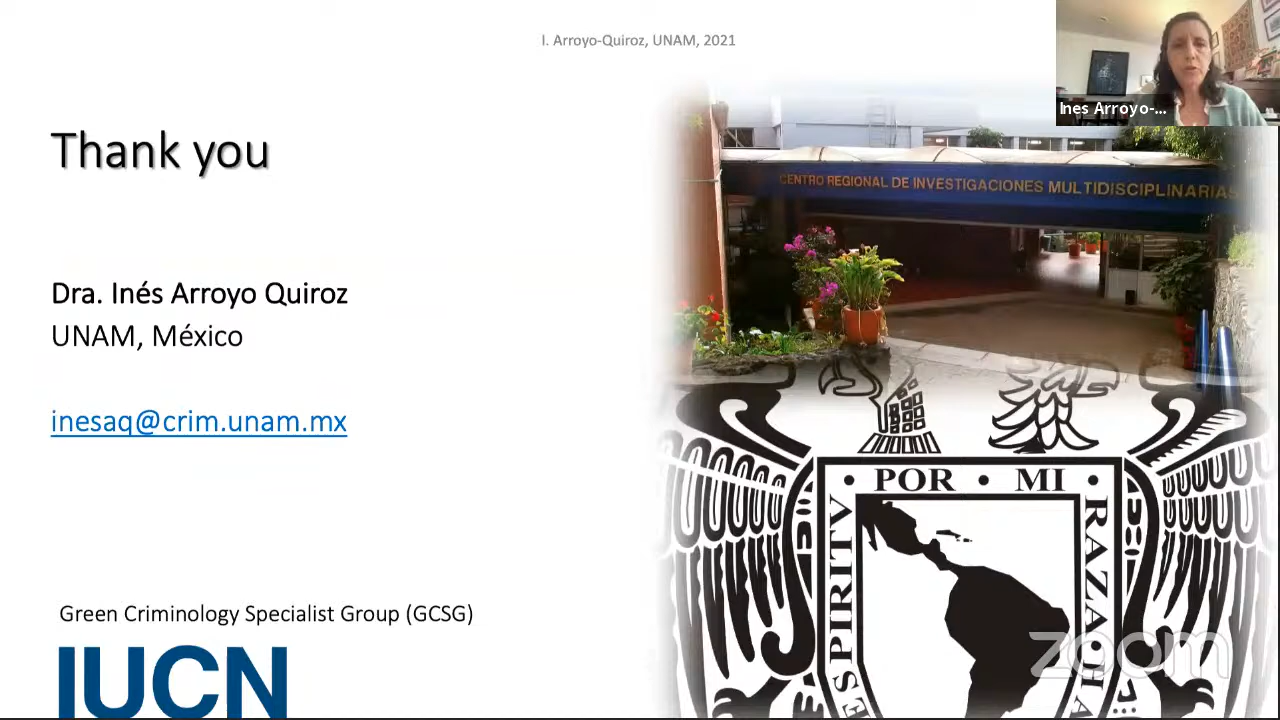 I. Arroyo-Quiroz, UNAM, 2021
Ines Arroyo-...
Thank you
CENTRO REGIONAL DE INVESTIGACIONES MULTIDISCIPLINARIAS
Dra. Inés Arroyo Quiroz
UNAM, México
inesaq@crim.unam.mx
• POR • MI •
RAZA
ESPIRITV
Green Criminology Specialist Group (GCSG)
IUCN
zoom